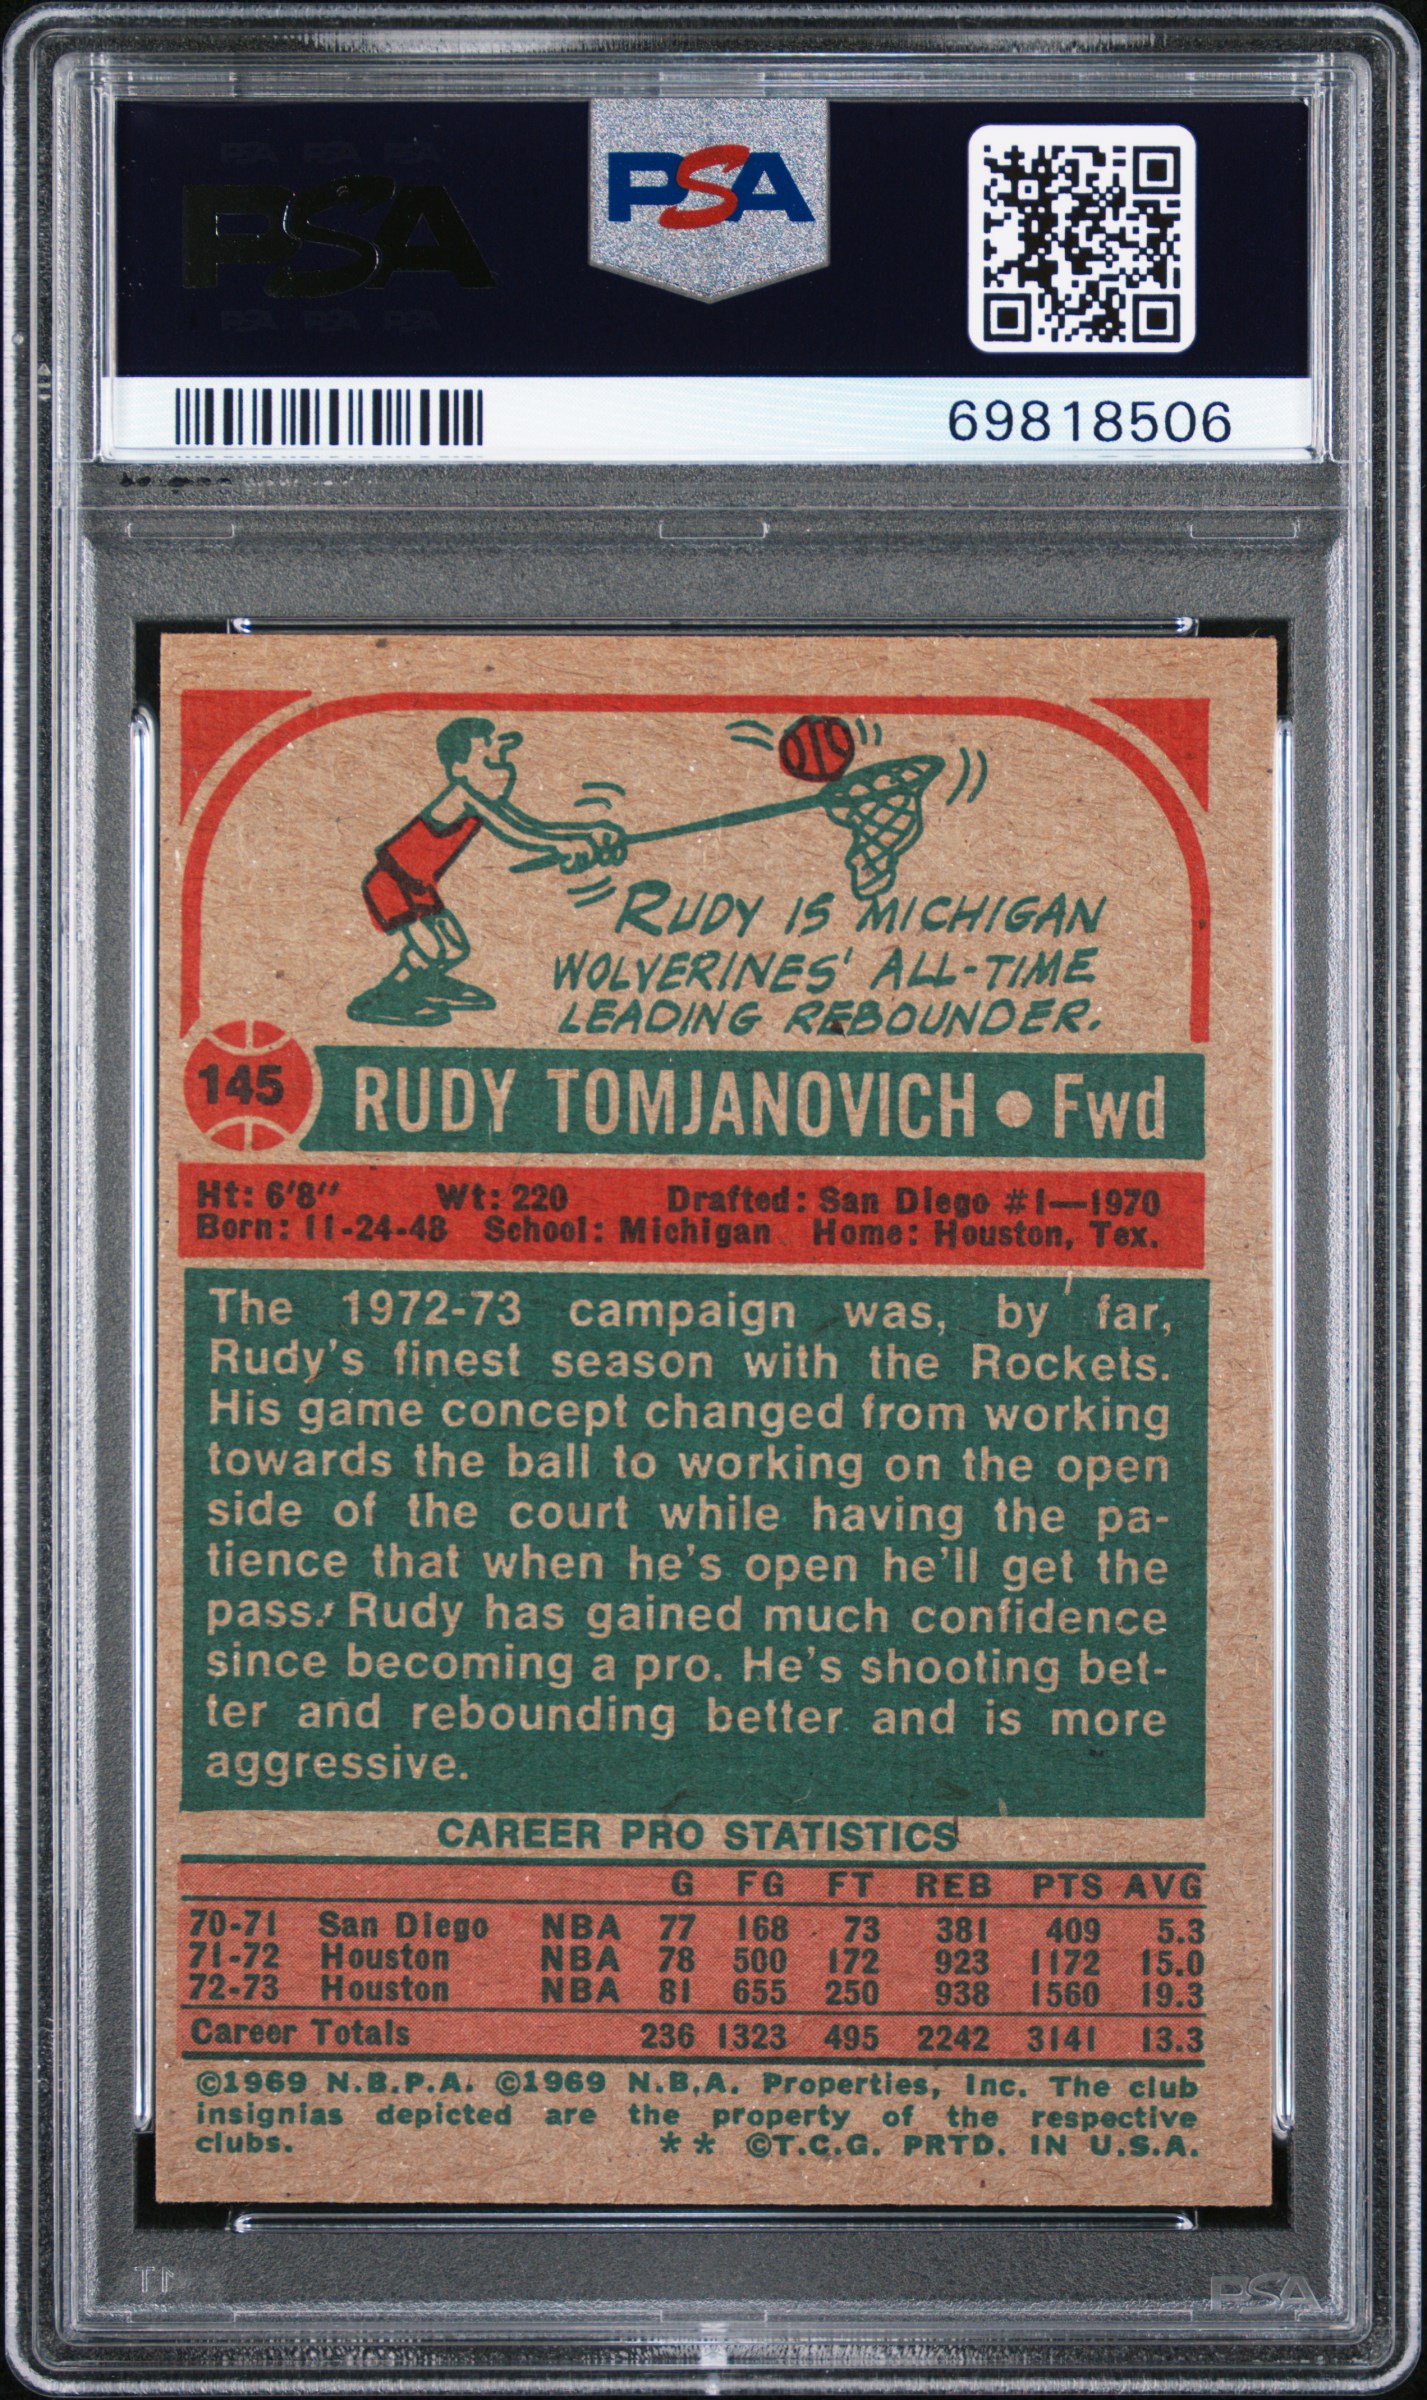 PSA PSA PSA
PSA
PSA PSA PSA
PSA
69818506
RUDY IS MICHIGAN
WOLVERINES' ALL-TIME
LEADING REBOUNDER.
145
RUDY TOMJANOVICH • Fwd
Ht: 6'8" Wt: 220 Drafted: San Diego #1—1970
Born: 11-24-48 School: Michigan Home: Houston, Tex.
The 1972-73 campaign was, by far,
Rudy's finest season with the Rockets.
His game concept changed from working
towards the ball to working on the open
side of the court while having the pa-
tience that when he's open he'll get the
pass. Rudy has gained much confidence
since becoming a pro. He's shooting bet-
ter and rebounding better and is more
aggressive.
CAREER PRO STATISTICS
G FG FT REB PTS AVG
70-71 San Diego NBA 77 168 73 381 409 5.3
71-72 Houston NBA 78 500 172 923 1172 15.0
72-73 Houston NBA 81 655 250 938 1560 19.3
Career Totals 236 1323 495 2242 3141 13.3
©1969 N.B.P.A. ©1969 N.B.A. Properties, Inc. The club
insignias depicted are the property of the respective
clubs. ** ©T.C.G. PRTD. IN U.S.A.
PSA